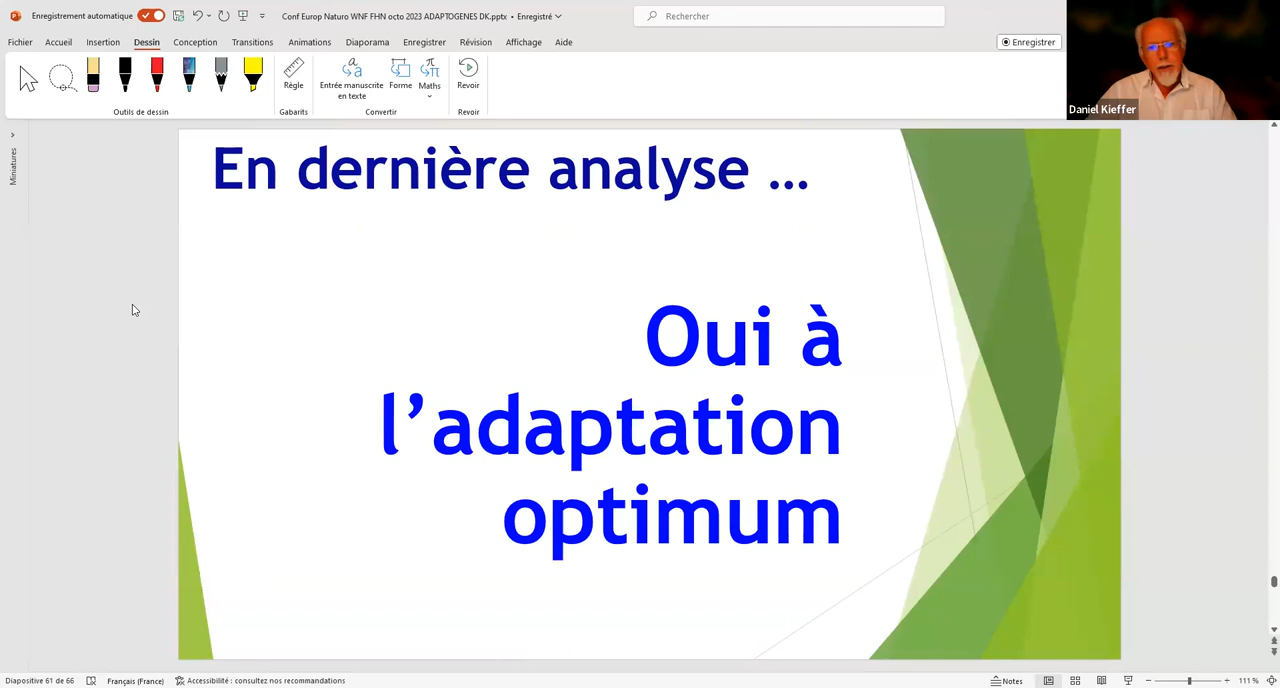 Enregistrement automatique
Conf Europ Naturo WNF FHN octo 2023 ADAPTOGENES DK.pptx • Enregistré
Rechercher
Fichier Accueil Insertion Dessin Conception Transitions Animations Diaporama Enregistrer Révision Affichage Aide
Enregistrer
Règle
Entrée manuscrite
en texte
Forme
Maths
Revoir
Outils de dessin
Gabarits
Convertir
Revoir
Daniel Kieffer
Miniatures
En dernière analyse ...
Oui à
l’adaptation
optimum
Diapositive 61 de 66
Français (France)
Accessibilité : consultez nos recommandations
Notes
111 %